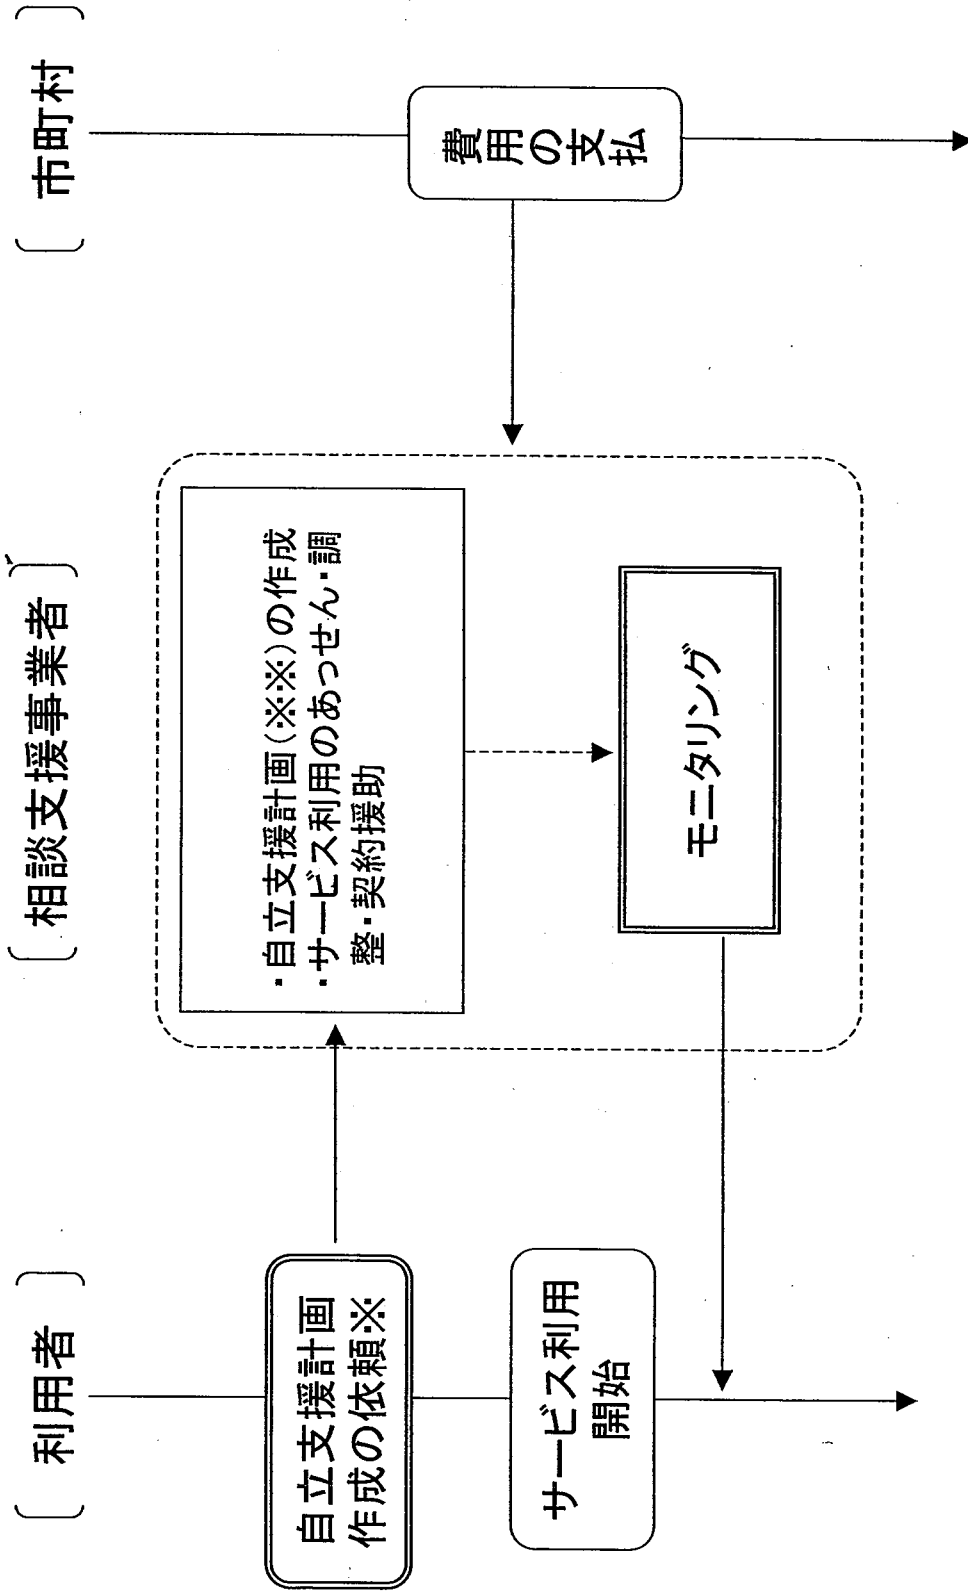 〔利用者〕
〔相談支援事業者〕
〔市町村〕
自立支援計画
作成の依頼※
・自立支援計画(※※)の作成
・サービス利用のあっせん・調
整・契約援助
費用の支払
サービス利用
開始
モニタリング